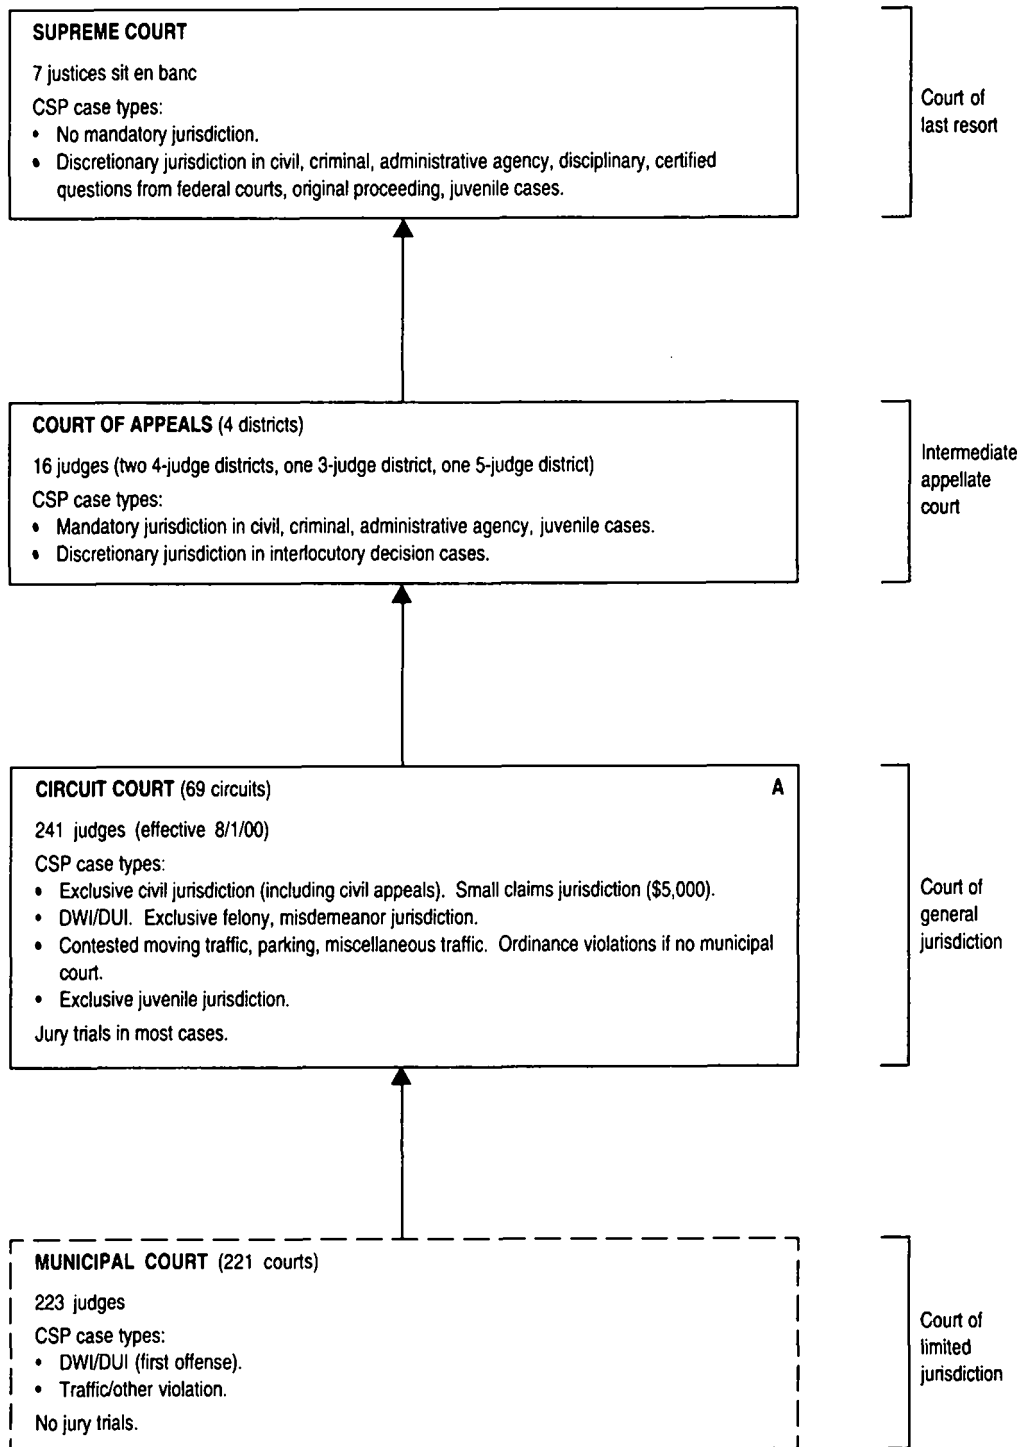 SUPREME COURT
7 justices sit en banc
CSP case types:
• No mandatory jurisdiction.
• Discretionary jurisdiction in civil, criminal, administrative agency, disciplinary, certified
questions from federal courts, original proceeding, juvenile cases.
Court of
last resort
COURT OF APPEALS (4 districts)
16 judges (two 4-judge districts, one 3-judge district, one 5-judge district)
CSP case types:
• Mandatory jurisdiction in civil, criminal, administrative agency, juvenile cases.
• Discretionary jurisdiction in interlocutory decision cases.
Intermediate
appellate
court
CIRCUIT COURT (69 circuits) A
241 judges (effective 8/1/00)
CSP case types:
• Exclusive civil jurisdiction (including civil appeals). Small claims jurisdiction ($5,000).
• DWI/DUI. Exclusive felony, misdemeanor jurisdiction.
• Contested moving traffic, parking, miscellaneous traffic. Ordinance violations if no municipal
court.
• Exclusive juvenile jurisdiction.
Jury trials in most cases.
Court of
general
jurisdiction
MUNICIPAL COURT (221 courts)
223 judges
CSP case types:
• DWI/DUI (first offense).
• Traffic/other violation.
No jury trials.
Court of
limited
jurisdiction